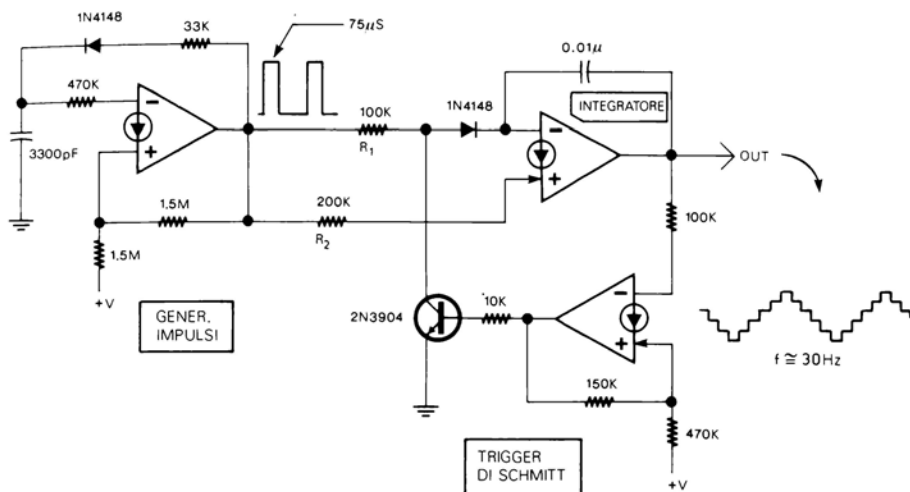 1N4148
33K
75µS
470K
3300pF
1,5M
1,5M
+V
GENER.
IMPULSI
100K
R1
200K
R2
1N4148
0.01µ
INTEGRATORE
OUT
100K
2N3904
10K
150K
470K
+V
TRIGGER
DI SCHMITT
f ≅ 30Hz